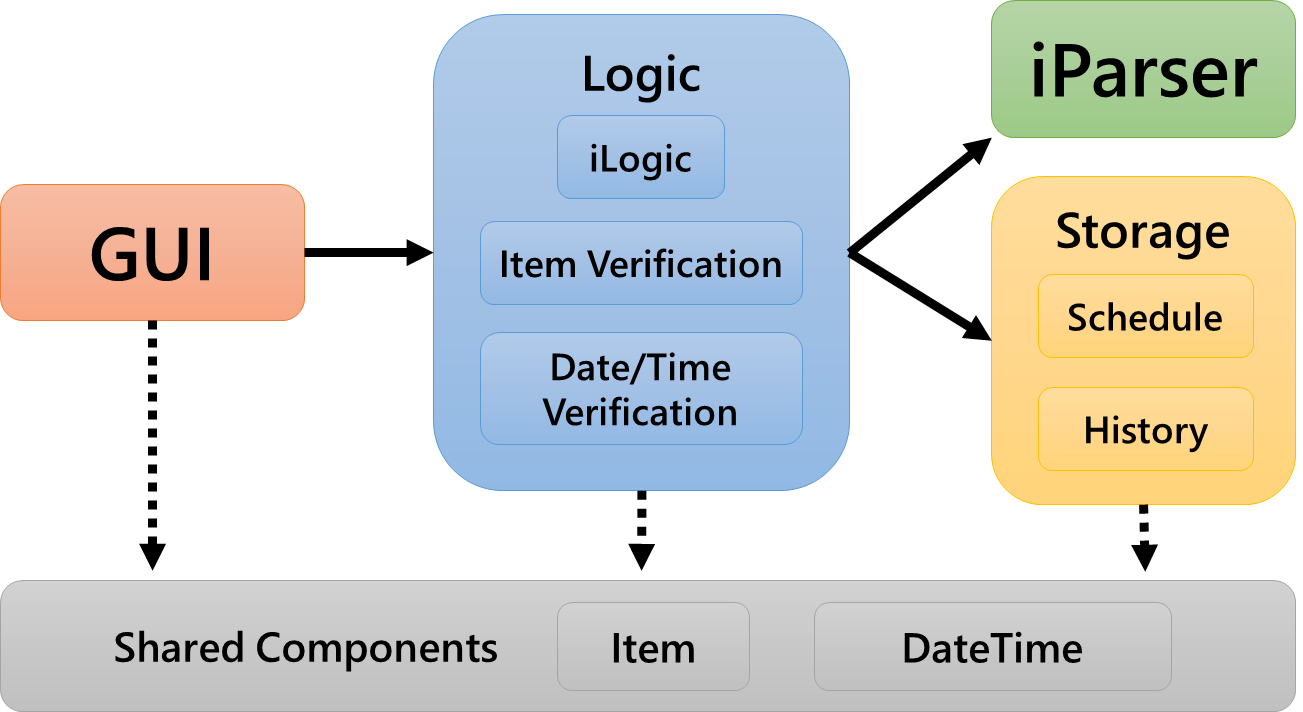 GUI
Logic
iLogic
Item Verification
Date/Time
Verification
iParser
Storage
Schedule
History
Shared Components
Item
DateTime